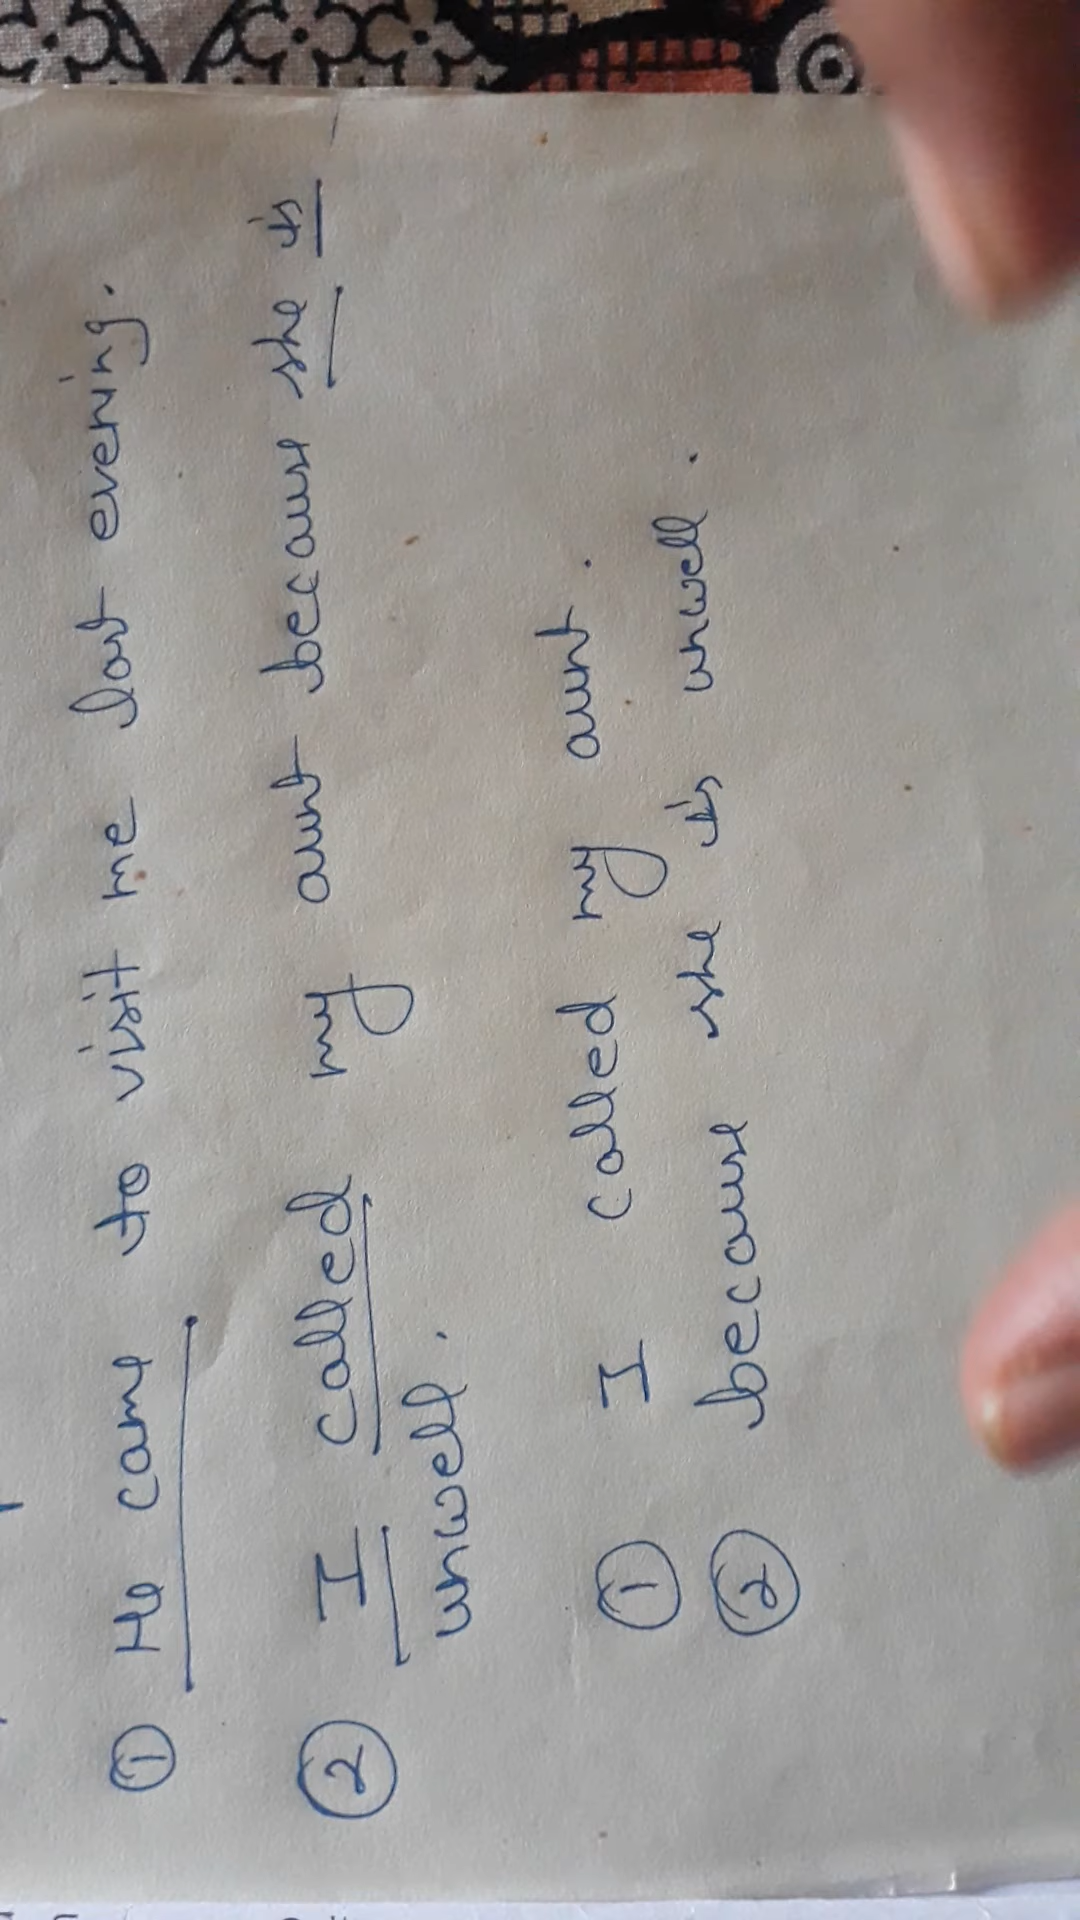 ① He came to visit me last evening.
② I called my aunt because she is
unwell.
① I called my aunt.
② because she is unwell.